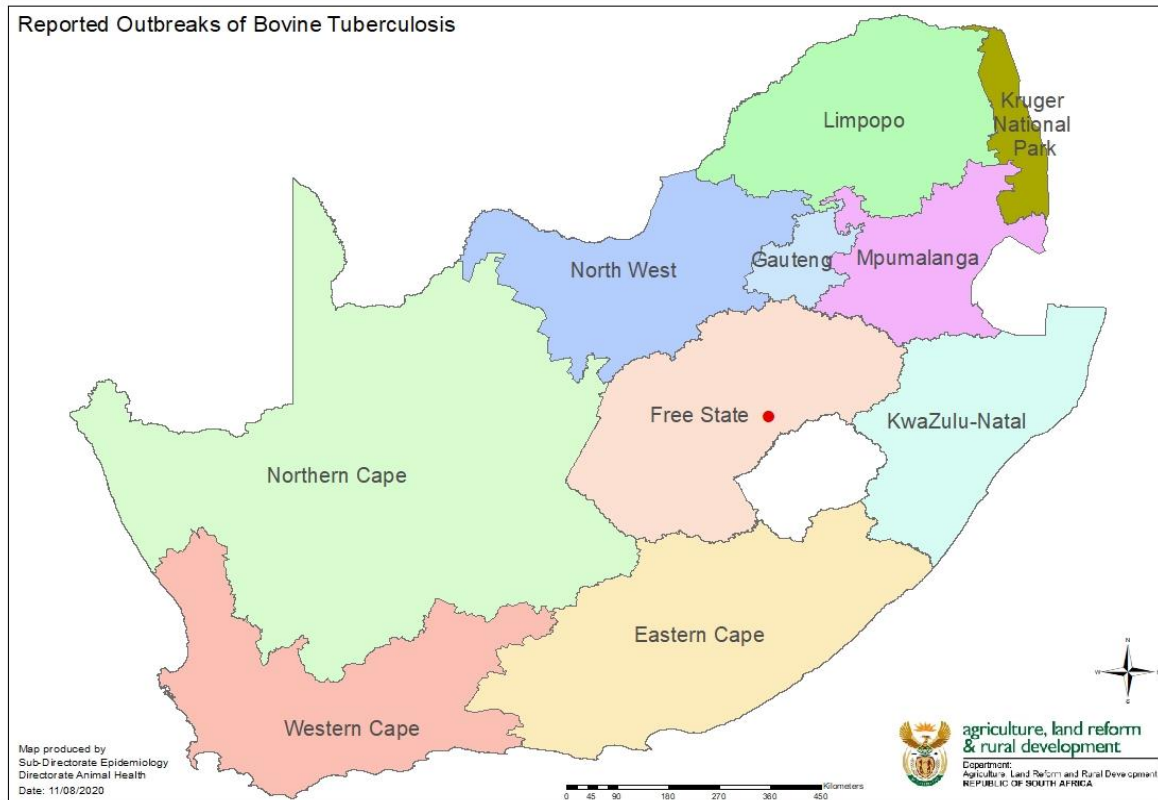 Reported Outbreaks of Bovine Tuberculosis
Kruger
National
Park
Limpopo
North West
Gauteng
Mpumalanga
Free State
KwaZulu-Natal
Northern Cape
Eastern Cape
Western Cape
N
W
S
agriculture, land reform
& rural development
Department:
Agriculture, Land Reform and Rural Development
REPUBLIC OF SOUTH AFRICA
Map produced by
Sub-Directorate Epidemiology
Directorate Animal Health
Date: 11/08/2020
Kilometers
0 45 90 180 270 360 450